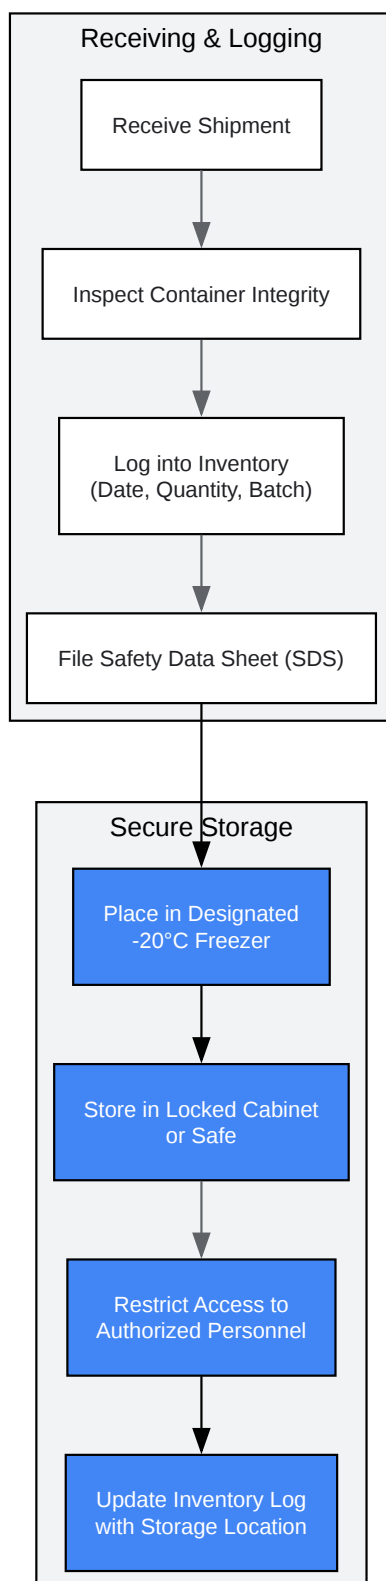 Receiving & Logging
Receive Shipment
Inspect Container Integrity
Log into Inventory
(Date, Quantity, Batch)
File Safety Data Sheet (SDS)
Secure Storage
Place in Designated
-20°C Freezer
Store in Locked Cabinet
or Safe
Restrict Access to
Authorized Personnel
Update Inventory Log
with Storage Location